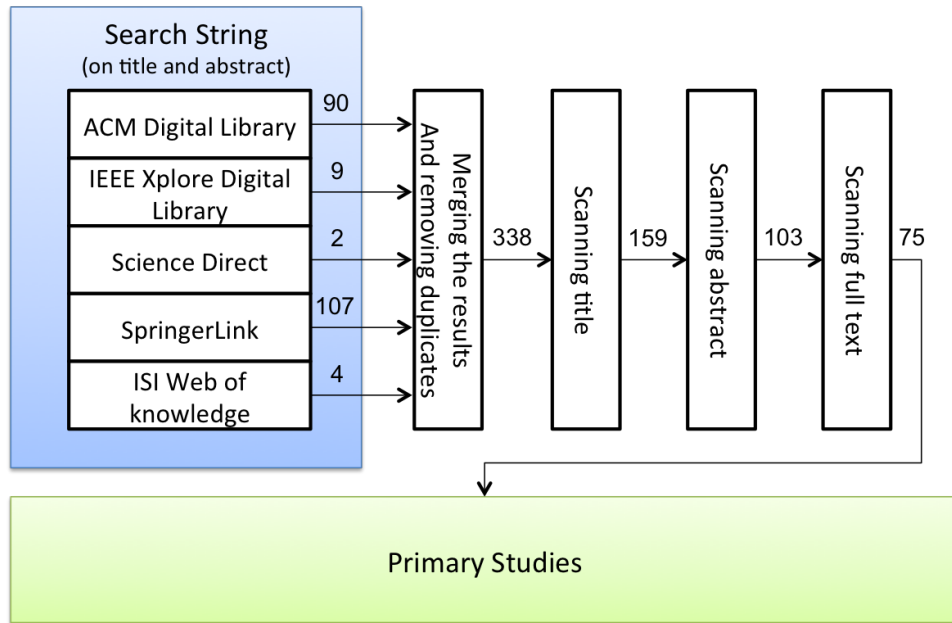 Search String
(on title and abstract)
90
ACM Digital Library
9
IEEE Xplore Digital
Library
2
Science Direct
107
SpringerLink
4
ISI Web of
knowledge
Merging the results
And removing duplicates
338
Scanning title
159
Scanning abstract
103
Scanning full text
75
Primary Studies